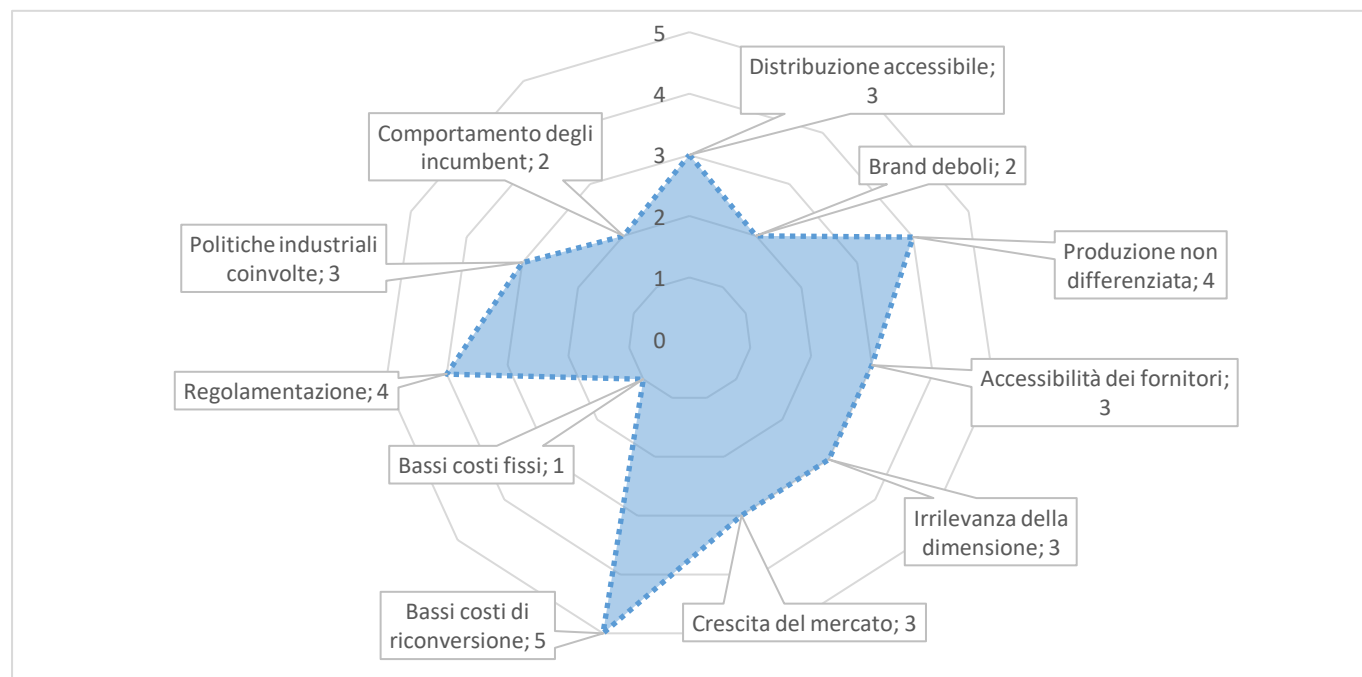 5
4
3
2
1
0
Distribuzione accessibile;
3
Brand deboli; 2
Produzione non
differenziata; 4
Accessibilità dei fornitori;
3
Irrilevanza della
dimensione; 3
Crescita del mercato; 3
Bassi costi di
riconversione; 5
Bassi costi fissi; 1
Regolamentazione; 4
Politiche industriali
coinvolte; 3
Comportamento degli
incumbent; 2